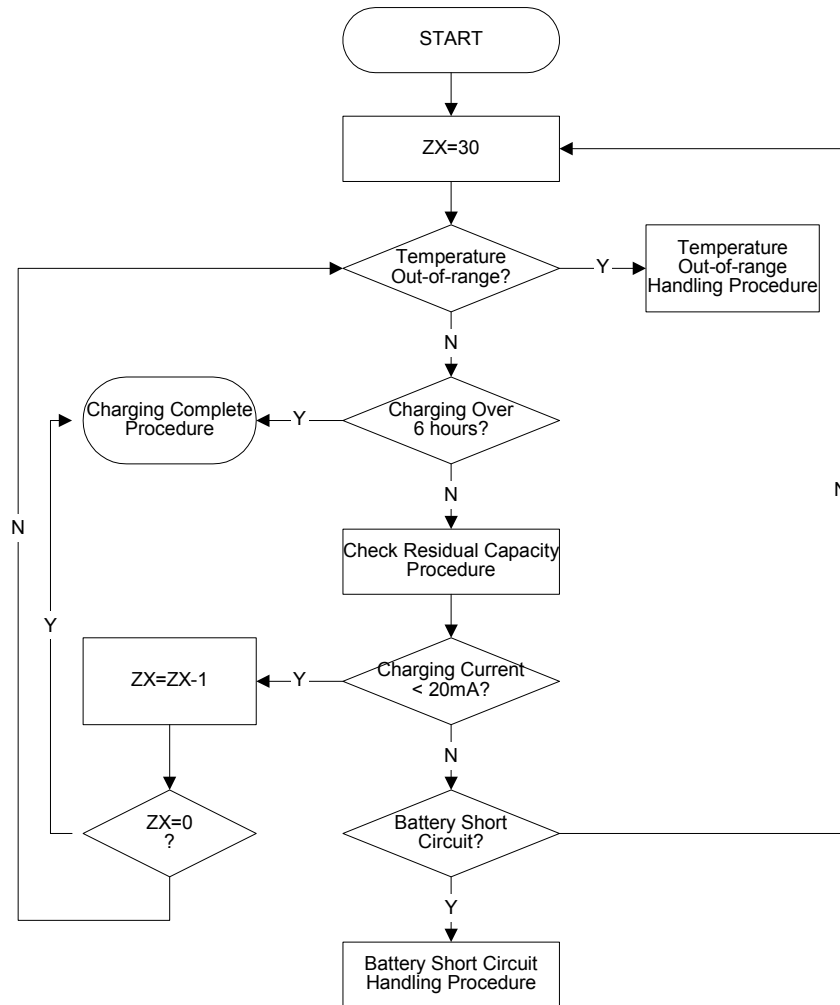 START
ZX=30
Temperature
Out-of-range?
Y
Temperature
Out-of-range
Handling Procedure
N
Charging Complete
Procedure
Y
Charging Over
6 hours?
N
N
N
Check Residual Capacity
Procedure
Y
ZX=ZX-1
Y
Charging Current
< 20mA?
N
ZX=0
?
Battery Short
Circuit?
Y
Battery Short Circuit
Handling Procedure